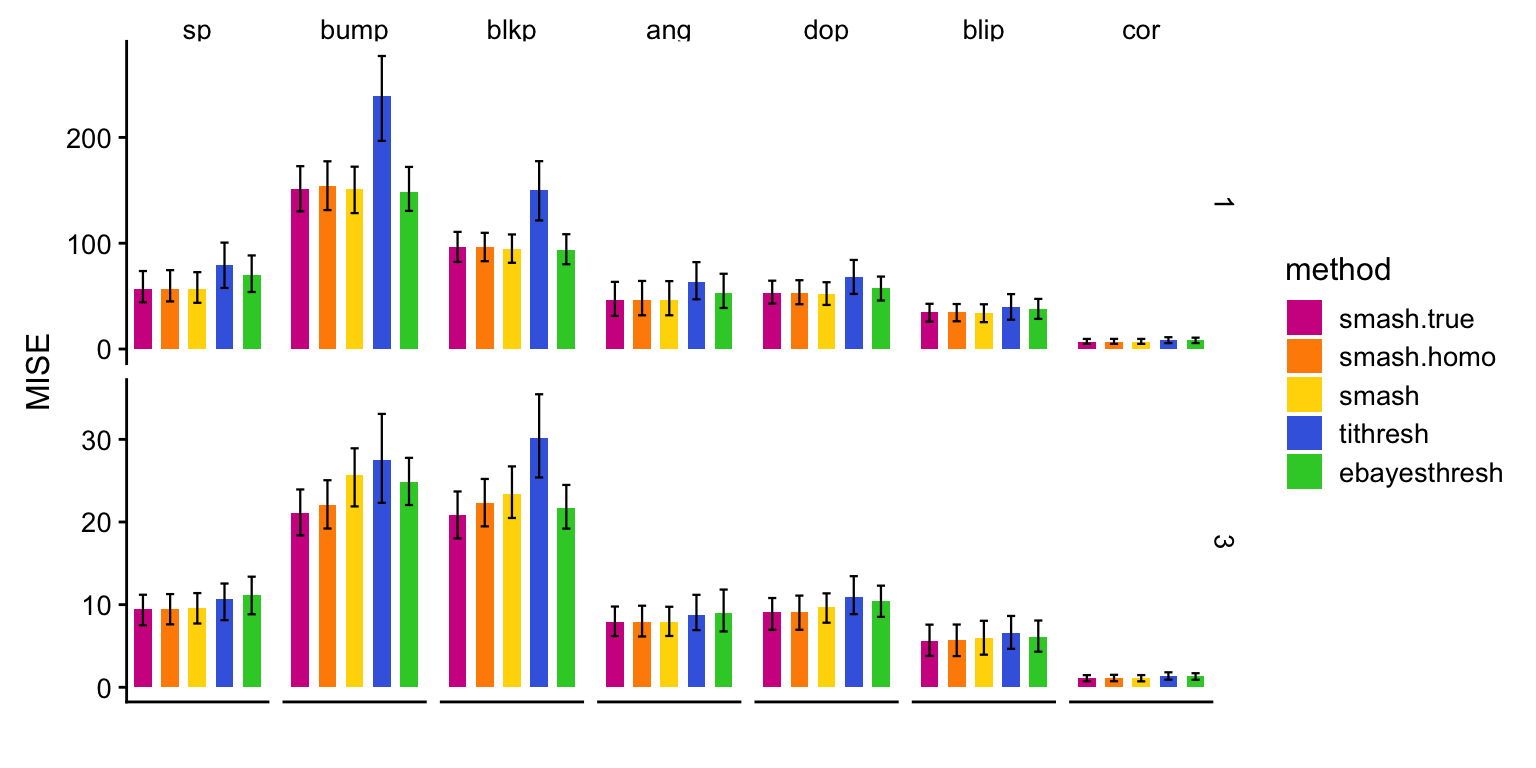 sp bump blkp ang dop blip cor
200
100
0
1
MISE
30
20
10
0
3
method
smash.true
smash.homo
smash
tithresh
ebayesthresh